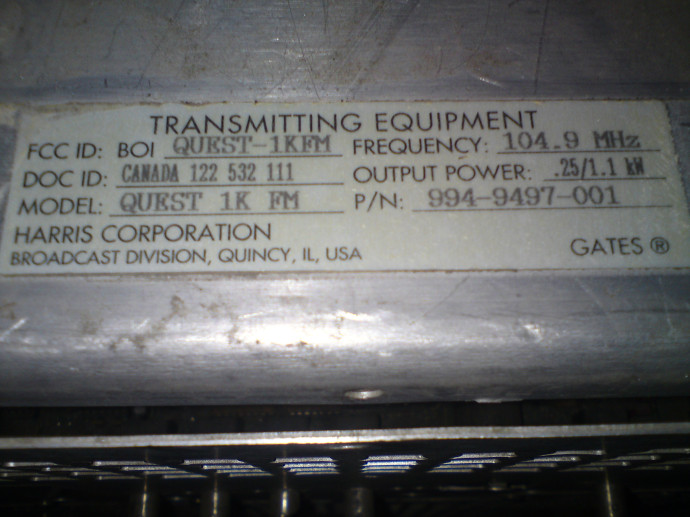 TRANSMITTING EQUIPMENT
FCC ID: BOI QUEST-1KFM FREQUENCY: 104.9 MHz
DOC ID: CANADA 122 532 111 OUTPUT POWER: .25/1.1 kW
MODEL: QUEST 1K FM P/N: 994-9497-001
HARRIS CORPORATION
BROADCAST DIVISION, QUINCY, IL, USA GATES ®